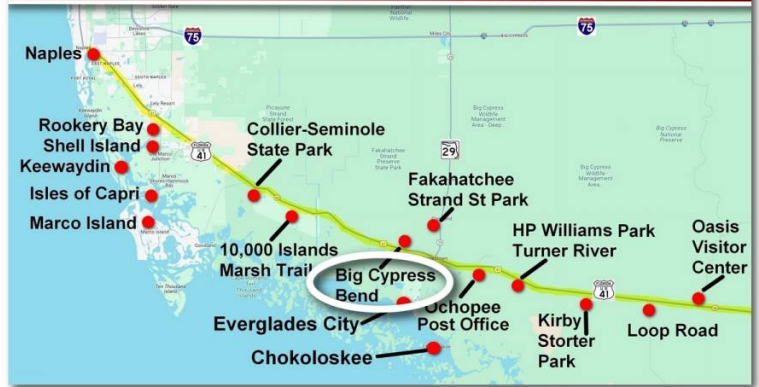 75
75
Naples
Rookery Bay
Shell Island
Keewaydin
Isles of Capri
Marco Island
41
Collier-Seminole
State Park
10,000 Islands
Marsh Trail
29
Fakahatchee
Strand St Park
Big Cypress
Bend
Everglades City
Chokoloskee
Ochopee
Post Office
HP Williams Park
Turner River
41
Kirby
Storter
Park
Loop Road
Oasis
Visitor
Center